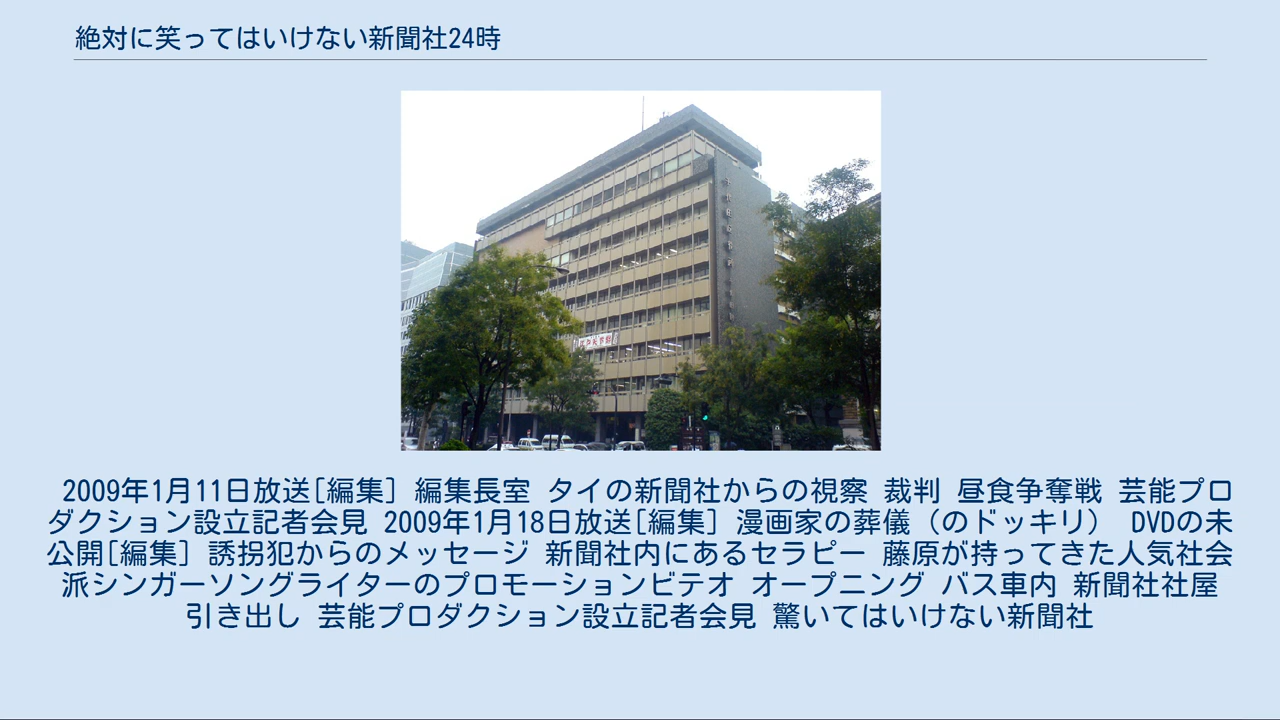 絶対に笑ってはいけない新聞社24時
2009年1月11日放送[編集] 編集長室 タイの新聞社からの視察 裁判 昼食争奪戦 芸能プロ
ダクション設立記者会見 2009年1月18日放送[編集] 漫画家の葬儀（のドッキリ） DVDの未
公開[編集] 誘拐犯からのメッセージ 新聞社内にあるセラピー 藤原が持ってきた人気社会
派シンガーソングライターのプロモーションビテオ オープニング バス車内 新聞社社屋
引き出し 芸能プロダクション設立記者会見 驚いてはいけない新聞社